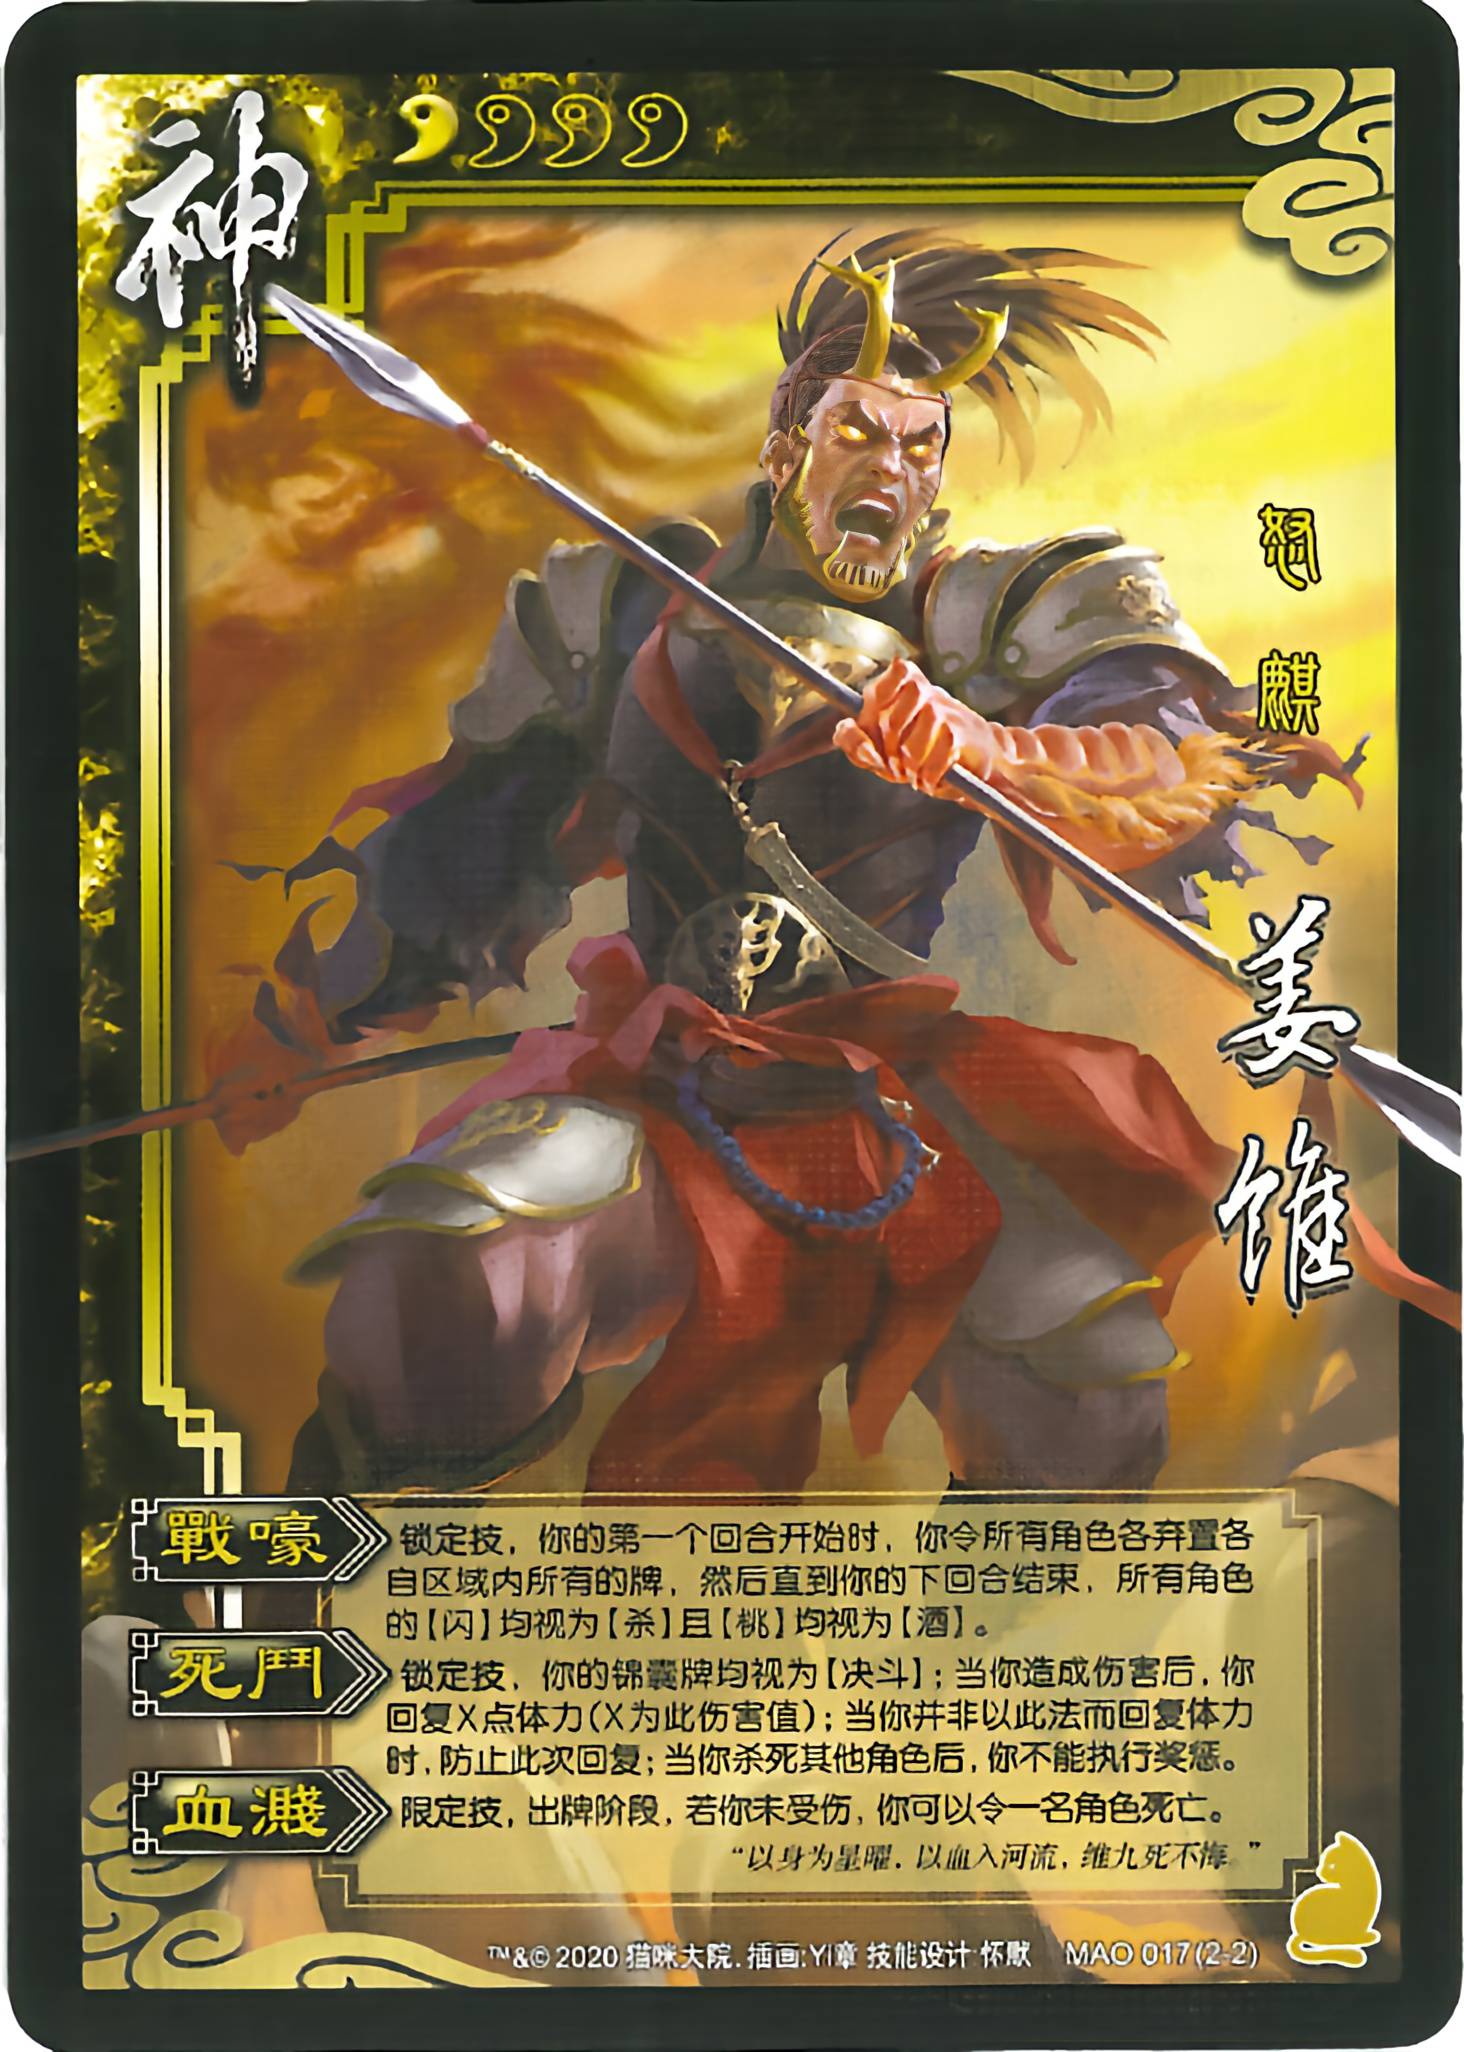 神
怒麒
姜维
戰嚎
锁定技，你的第一个回合开始时，你令所有角色各弃置各
自区域内所有的牌，然后直到你的下回合结束，所有角色
的【闪】均视为【杀】且【桃】均视为【酒】。
死鬥
锁定技，你的锦囊牌均视为【决斗】；当你造成伤害后，你
回复X点体力（X为此伤害值）；当你并非以此法而回复体力
时，防止此次回复；当你杀死其他角色后，你不能执行奖惩。
血濺
限定技，出牌阶段，若你未受伤，你可以令一名角色死亡。
“以身为星曜，以血入河流，维九死不悔。”
™&© 2020 猫咪大院.插画:YI章 技能设计:怀默 MAO 017(2-2)